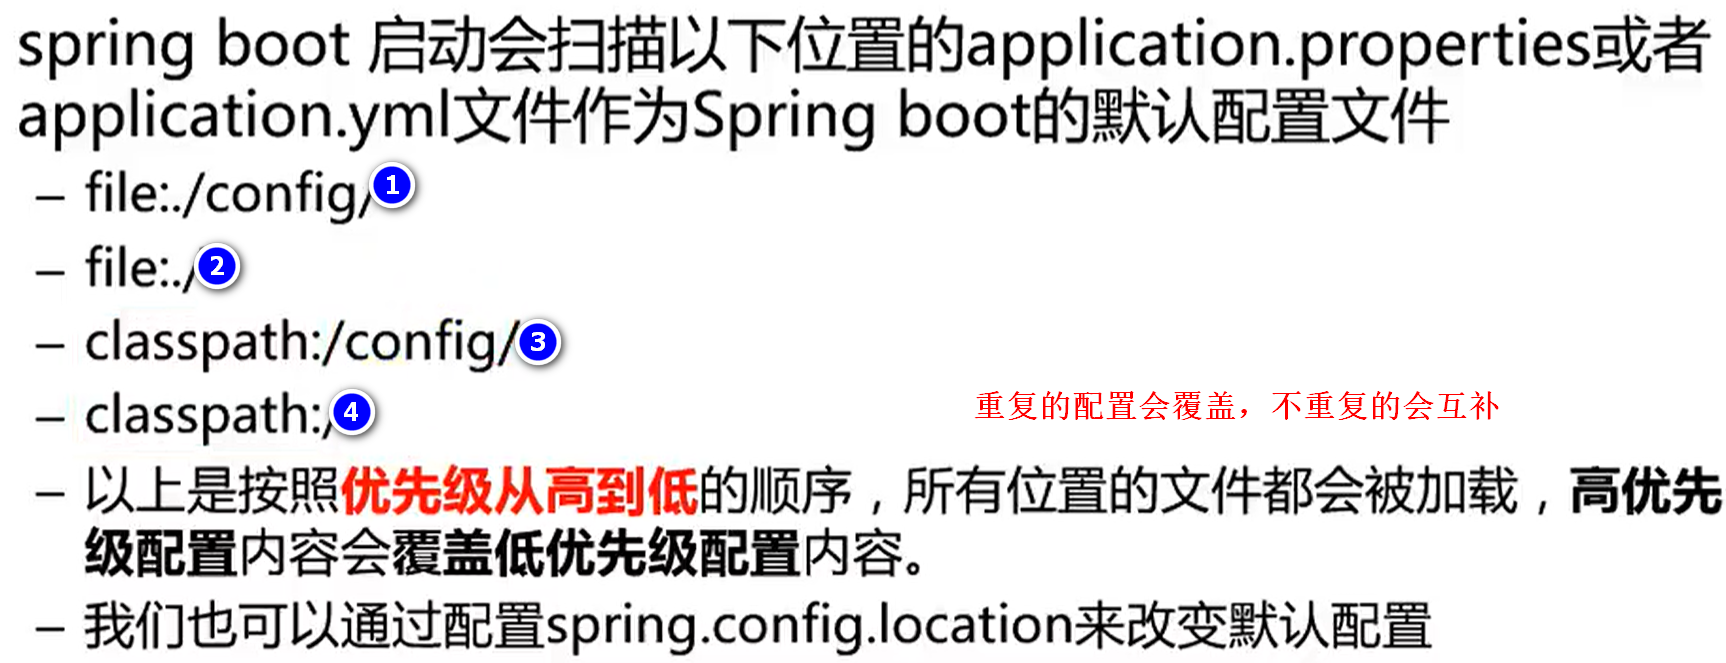 spring boot 启动会扫描以下位置的application.properties或者
application.yml文件作为Spring boot的默认配置文件
– file:./config/ 1
– file:./ 2
– classpath:/config/ 3
– classpath:/ 4
重复的配置会覆盖，不重复的会互补
– 以上是按照优先级从高到低的顺序，所有位置的文件都会被加载，高优先
级配置内容会覆盖低优先级配置内容。
– 我们也可以通过配置spring.config.location来改变默认配置